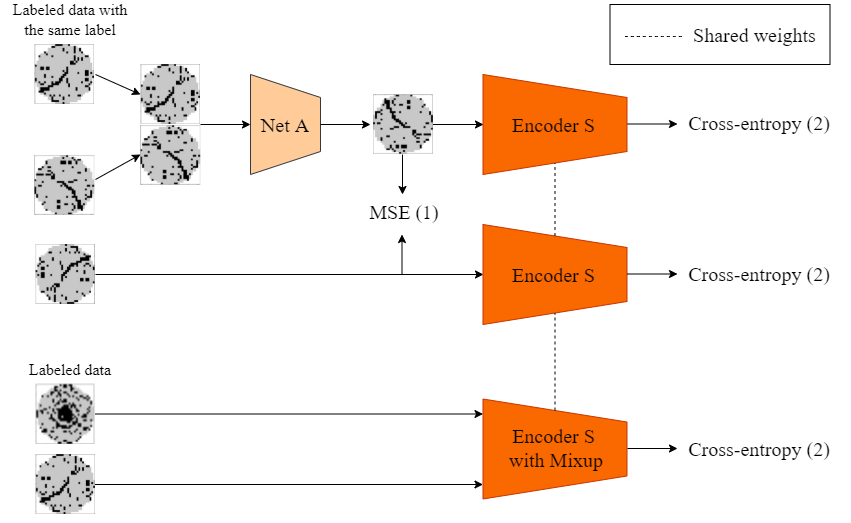 Labeled data with
the same label
Shared weights
Net A
Encoder S
Cross-entropy (2)
MSE (1)
Encoder S
Cross-entropy (2)
Labeled data
Encoder S
with Mixup
Cross-entropy (2)